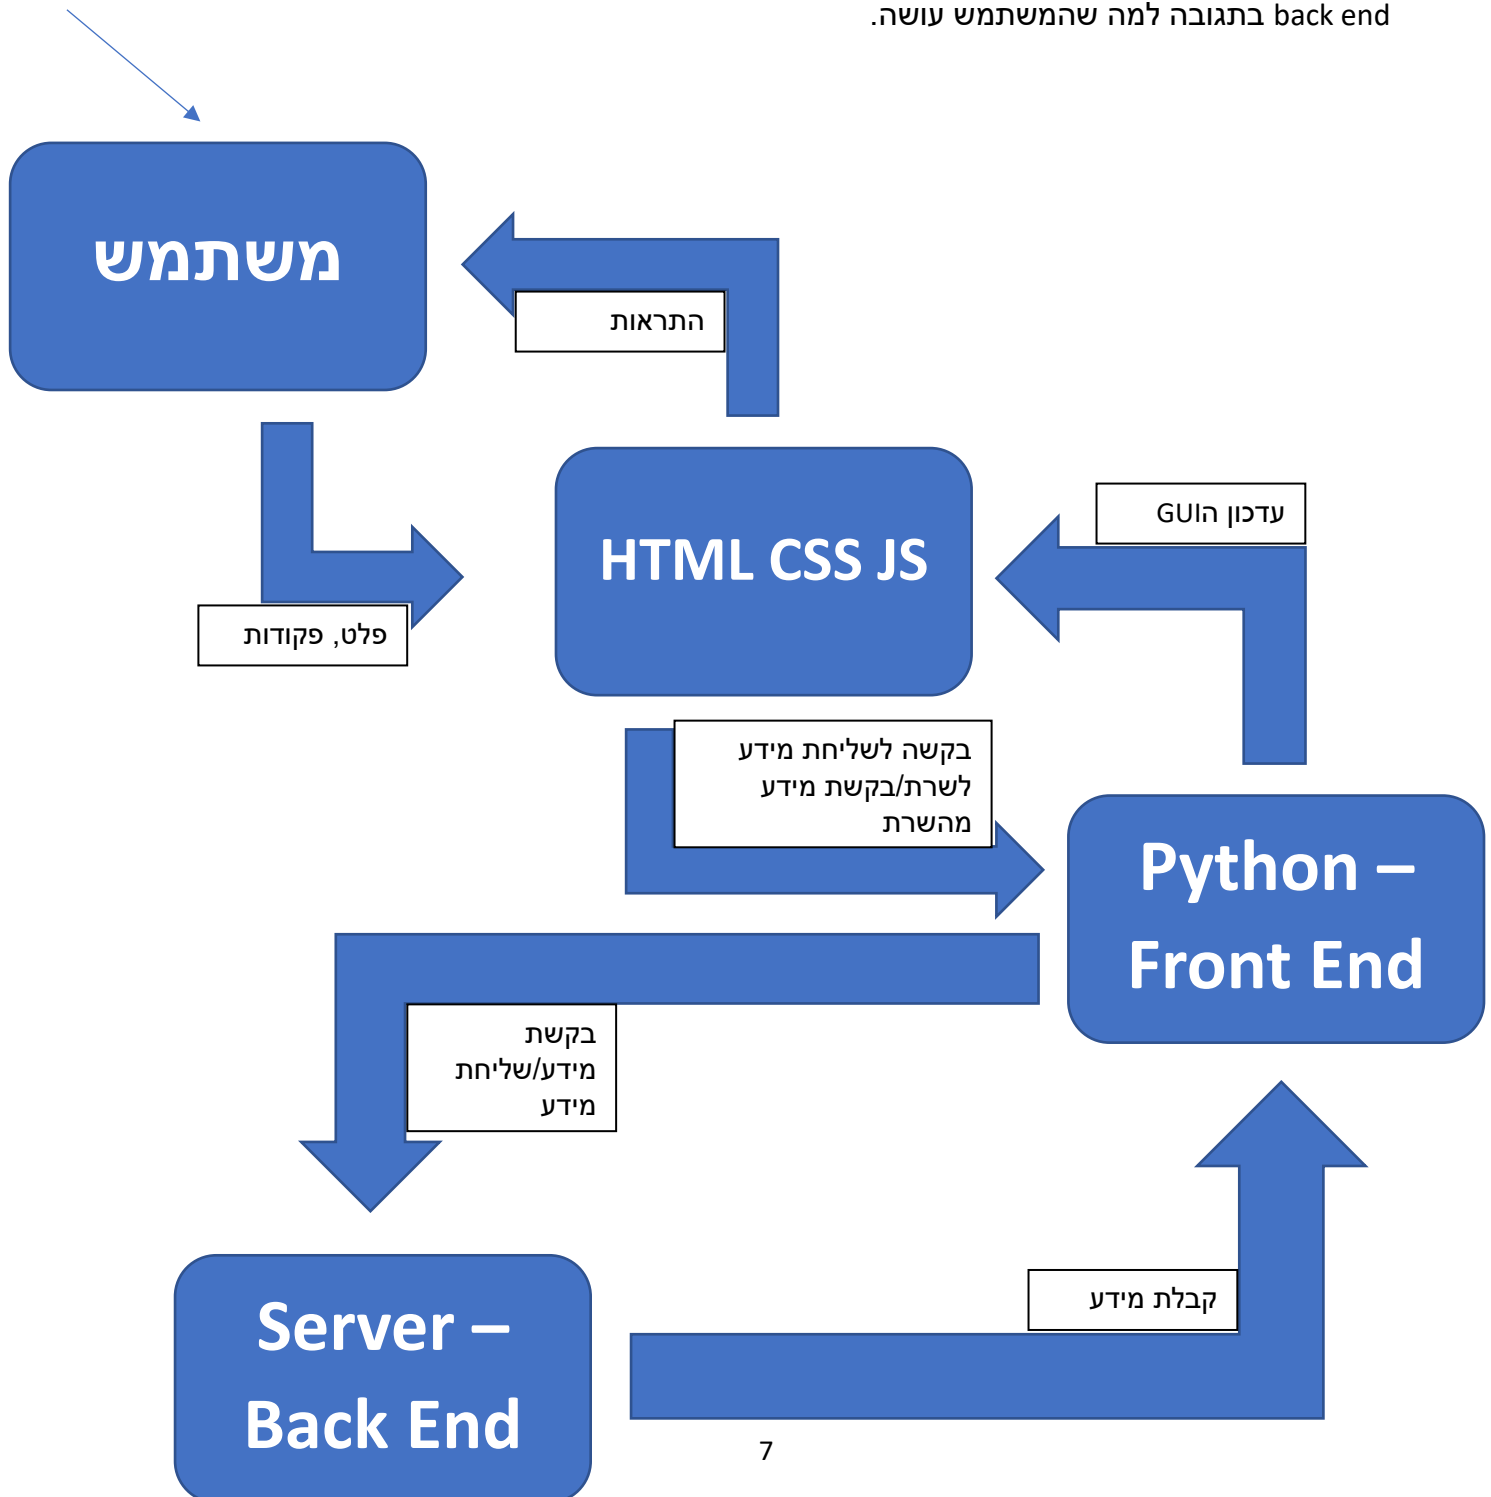 back end בתגובה למה שהמשתמש עושה.
משתמש
התראות
HTML CSS JS
עדכון הGUI
פלט, פקודות
בקשה לשליחת מידע
לשרת/בקשת מידע
מהשרת
Python –
Front End
בקשת
מידע/שליחת
מידע
קבלת מידע
Server –
Back End
7